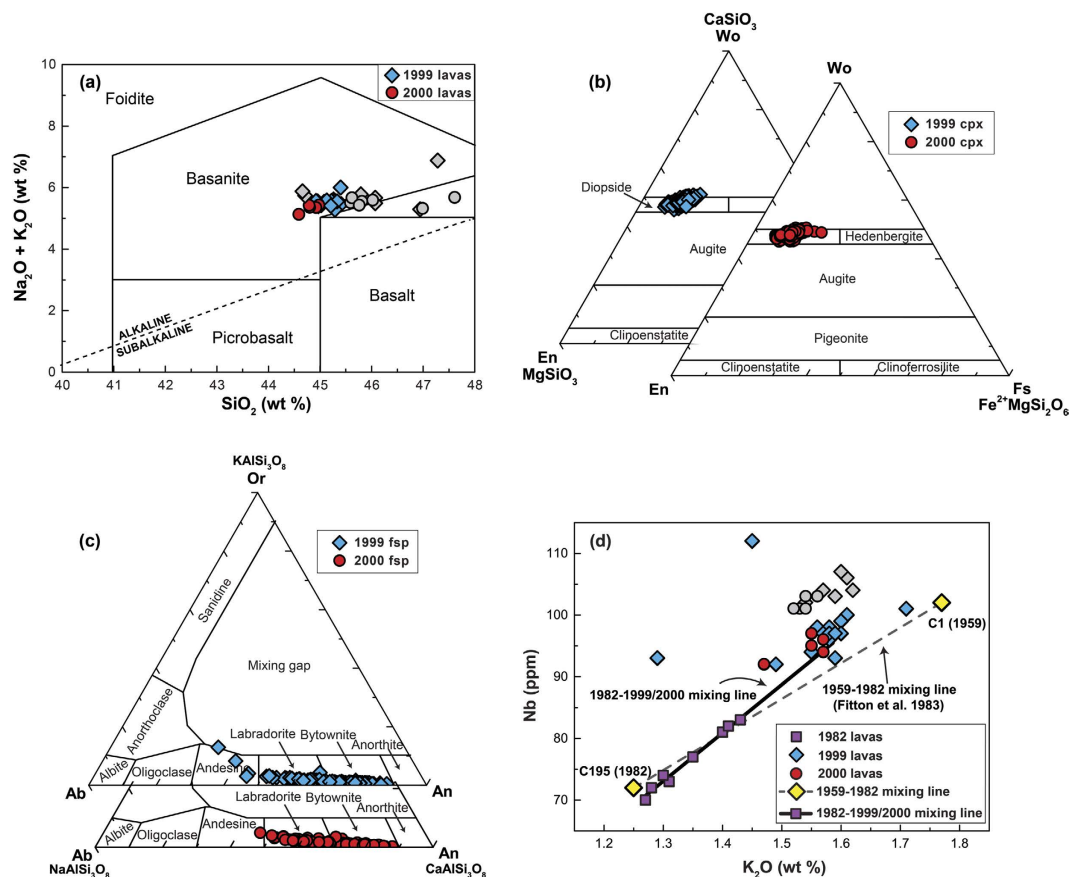 (a)
1999 lavas
2000 lavas
Foidite
Basanite
Basalt
Picrobasalt
ALKALINE
SUBALKALINE
Na₂O + K₂O (wt %)
10
8
6
4
2
0
40 41 42 43 44 45 46 47 48
SiO₂ (wt %)
(b)
CaSiO₃
Wo
Wo
1999 cpx
2000 cpx
Diopside
Augite
Hedenbergite
Augite
Clinoenstatite
Pigeonite
En
MgSiO₃
Clinoenstatite
Clinoferrosilite
En
Fs
Fe²⁺MgSi₂O₆
(c)
KAlSi₃O₈
Or
1999 fsp
2000 fsp
Sanidine
Mixing gap
Anorthoclase
Labradorite
Bytownite
Anorthite
Albite
Oligoclase
Andesine
Ab
An
Labradorite
Bytownite
Anorthite
Albite
Oligoclase
Andesine
Ab
An
NaAlSi₃O₈
CaAlSi₃O₈
(d)
Nb (ppm)
110
100
90
80
70
C1 (1959)
1982-1999/2000 mixing line
1959-1982 mixing line
(Fitton et al. 1983)
C195 (1982)
1982 lavas
1999 lavas
2000 lavas
1959-1982 mixing line
1982-1999/2000 mixing line
1.2 1.3 1.4 1.5 1.6 1.7 1.8
K₂O (wt %)